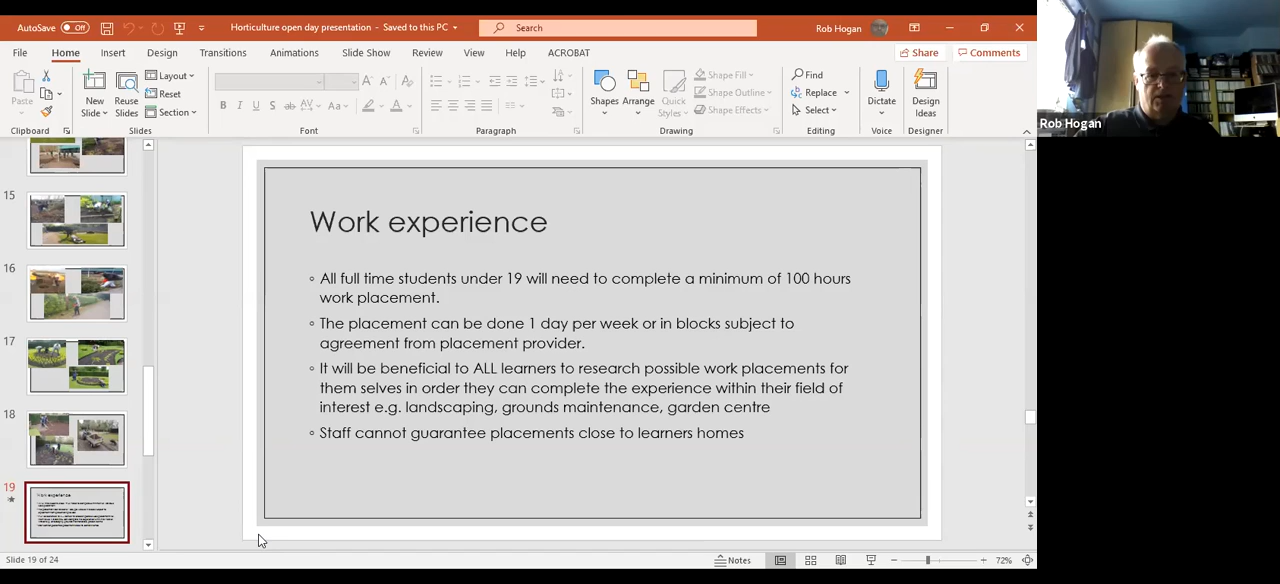 AutoSave Off Horticulture open day presentation - Saved to this PC Search Rob Hogan
File Home Insert Design Transitions Animations Slide Show Review View Help ACROBAT Share Comments
Paste New Slide Reuse Slides Layout Reset Section Shapes Arrange Quick Styles Shape Fill Shape Outline Shape Effects Find Replace Select Dictate Design Ideas
Clipboard Slides Font Paragraph Drawing Editing Voice Designer
Rob Hogan
15
16
17
18
19
Work experience
All full time students under 19 will need to complete a minimum of 100 hours
work placement.
The placement can be done 1 day per week or in blocks subject to
agreement from placement provider.
It will be beneficial to ALL learners to research possible work placements for
them selves in order they can complete the experience within their field of
interest e.g. landscaping, grounds maintenance, garden centre
Staff cannot guarantee placements close to learners homes
Slide 19 of 24 Notes 72%